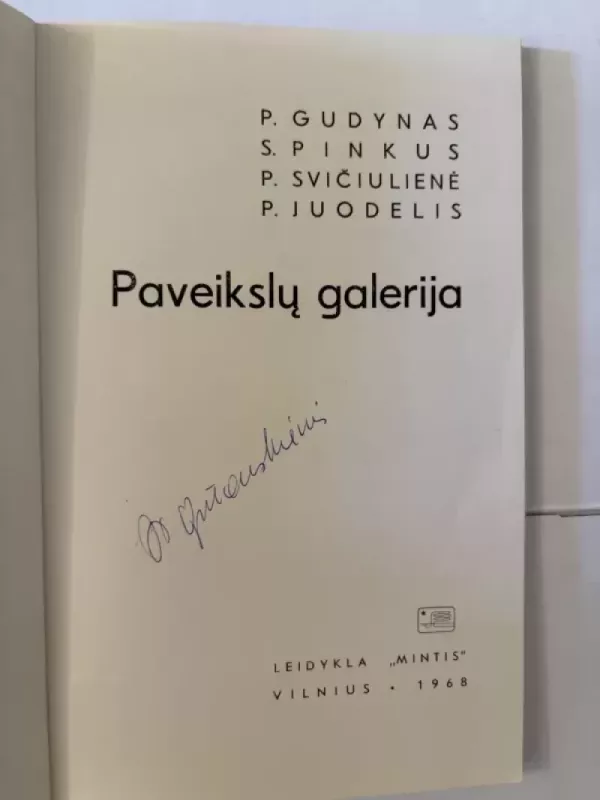 P. GUDYNAS
S. PINKUS
P. SVIČIULIENĖ
P. JUODELIS
Paveikslų galerija
LEIDYKLA „MINTIS“
VILNIUS • 1968